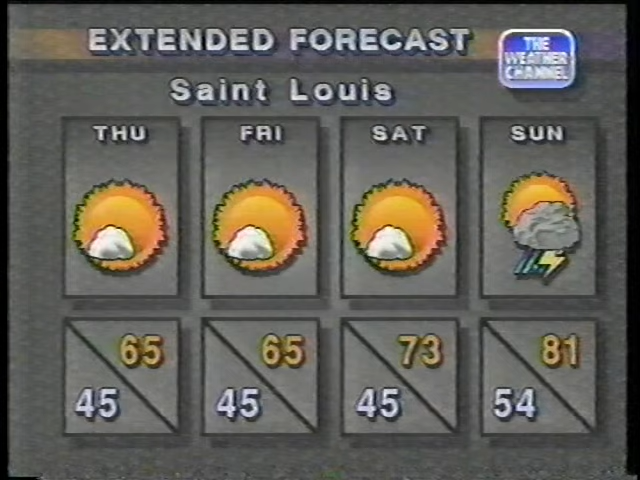 EXTENDED FORECAST
THE
WEATHER
CHANNEL
Saint Louis
THU FRI SAT SUN
65 65 73 81
45 45 45 54